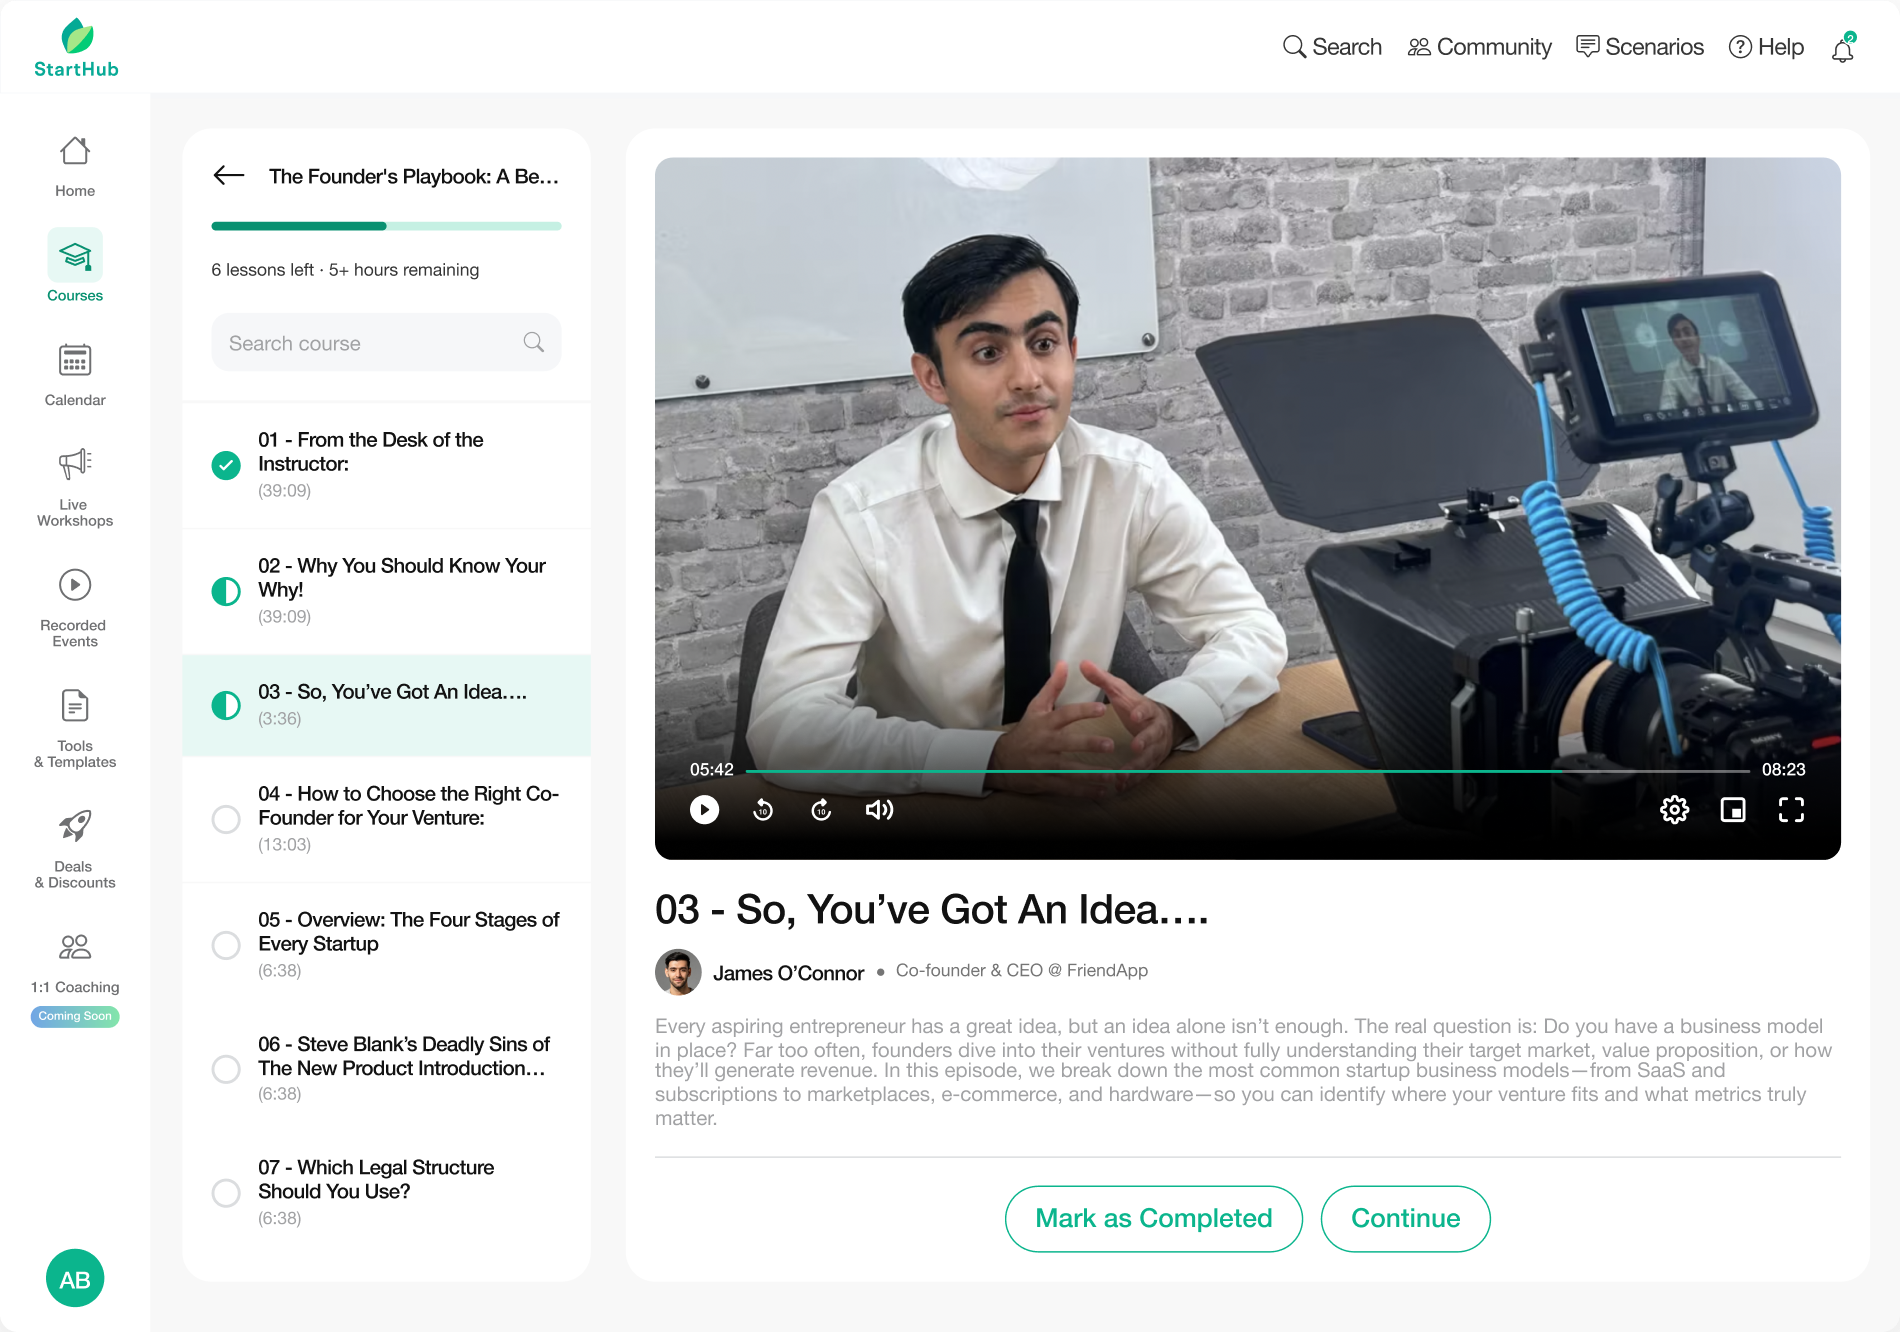 StartHub
Search
Community
Scenarios
Help
2
Home
Courses
Calendar
Live
Workshops
Recorded
Events
Tools
& Templates
Deals
& Discounts
1:1 Coaching
Coming Soon
AB
The Founder's Playbook: A Be...
6 lessons left · 5+ hours remaining
Search course
01 - From the Desk of the
Instructor:
(39:09)
02 - Why You Should Know Your
Why!
(39:09)
03 - So, You’ve Got An Idea....
(3:36)
04 - How to Choose the Right Co-
Founder for Your Venture:
(13:03)
05 - Overview: The Four Stages of
Every Startup
(6:38)
06 - Steve Blank’s Deadly Sins of
The New Product Introduction...
(6:38)
07 - Which Legal Structure
Should You Use?
(6:38)
SONY
05:42
08:23
10
10
03 - So, You’ve Got An Idea....
James O’Connor • Co-founder & CEO @ FriendApp
Every aspiring entrepreneur has a great idea, but an idea alone isn’t enough. The real question is: Do you have a business model
in place? Far too often, founders dive into their ventures without fully understanding their target market, value proposition, or how
they’ll generate revenue. In this episode, we break down the most common startup business models—from SaaS and
subscriptions to marketplaces, e-commerce, and hardware—so you can identify where your venture fits and what metrics truly
matter.
Mark as Completed
Continue